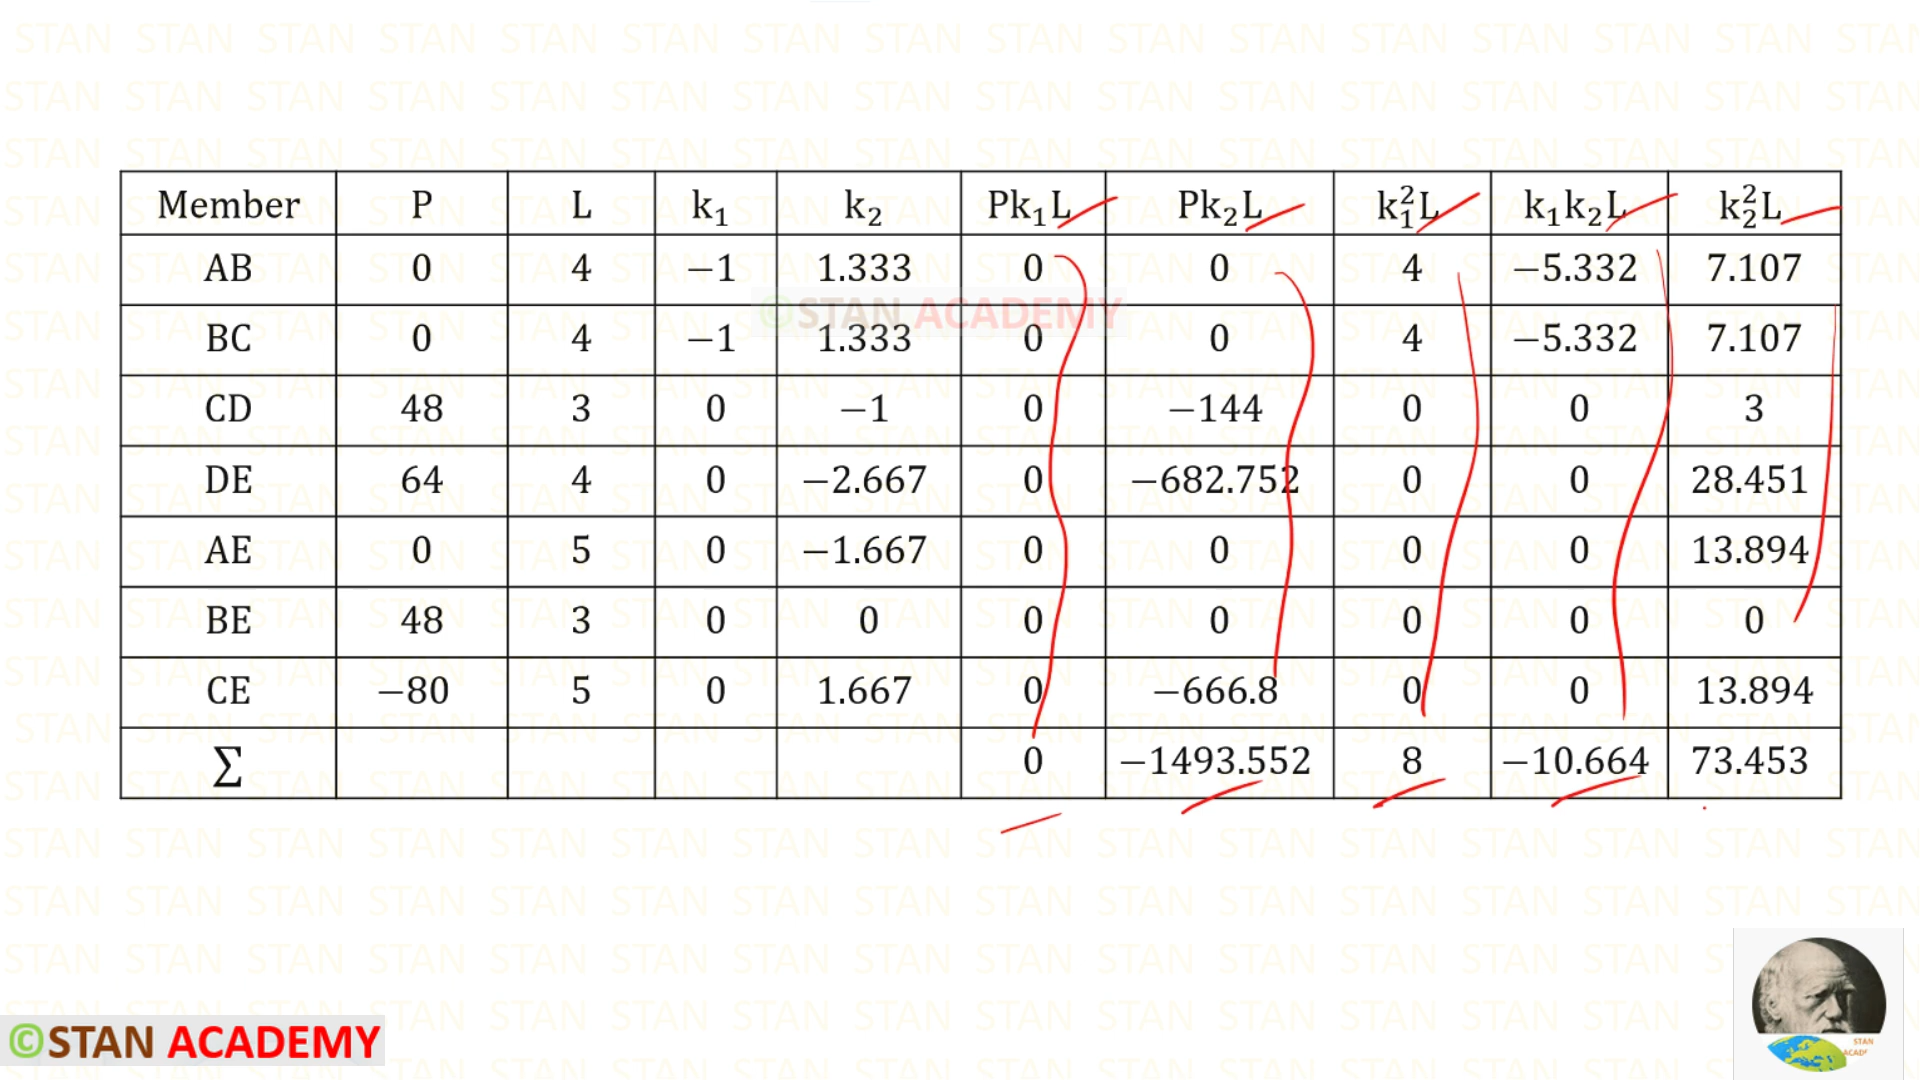 Member P L k₁ k₂ Pk₁L Pk₂L k₁²L k₁k₂L k₂²L
AB 0 4 −1 1.333 0 0 4 −5.332 7.107
BC 0 4 −1 1.333 0 0 4 −5.332 7.107
CD 48 3 0 −1 0 −144 0 0 3
DE 64 4 0 −2.667 0 −682.752 0 0 28.451
AE 0 5 0 −1.667 0 0 0 0 13.894
BE 48 3 0 0 0 0 0 0 0
CE −80 5 0 1.667 0 −666.8 0 0 13.894
∑ 0 −1493.552 8 −10.664 73.453
©STAN ACADEMY
©STAN ACADEMY
STAN